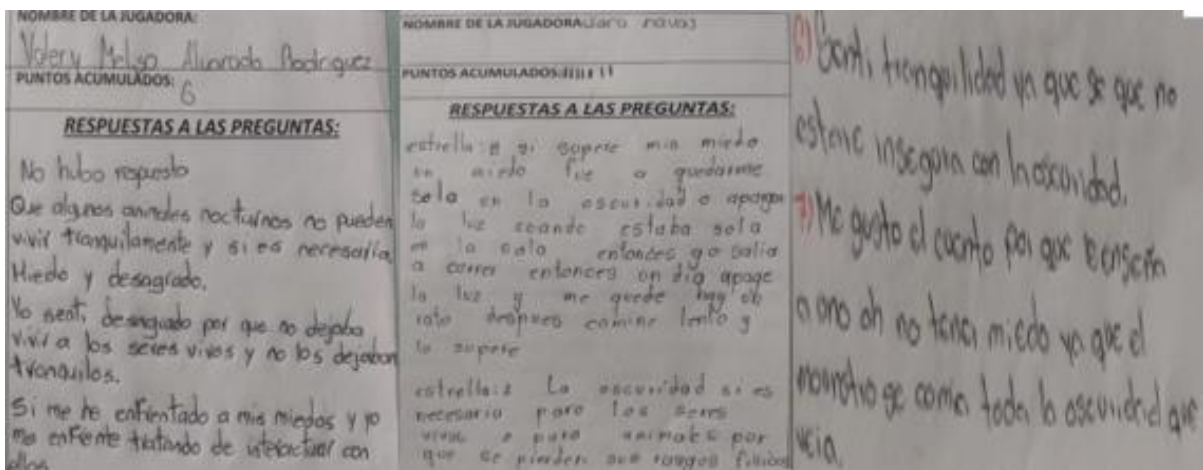 NOMBRE DE LA JUGADORA:
Valery Alvarado Rodriguez
PUNTOS ACUMULADOS: 6
RESPUESTAS A LAS PREGUNTAS:
No hubo respuesta
Que algunos animales nocturnos no pueden
vivir tranquilamente y si es necesaria
Miedo y desagrado.
Yo senti desagrado por que no dejaba
vivir a los seres vivos y no los dejaban
tranquilos.
Si me he enfrentado a mis miedos y yo
me enfrente tratando de interactuar con
ellos
NOMBRE DE LA JUGADORA:
PUNTOS ACUMULADOS:
RESPUESTAS A LAS PREGUNTAS:
estrella: si supere miedo
miedo fue a quedarme
sola en la oscuridad o apagar
la luz cuando estaba sola
en la entonces yo salia
a correr entonces un dia apage
la luz y me quede hay un
rato despues camine lento y
lo supere
estrella:2 La oscuridad si es
necesaria para los seres
vivos o para animales por
que se pierden sus rasgos
6) Senti tranquilidad ya que se que no
estare insegura con la oscuridad.
7) Me gusto el cuento por que
a uno a no tener miedo ya que el
mounstro se comia toda la oscuridad que
veia.